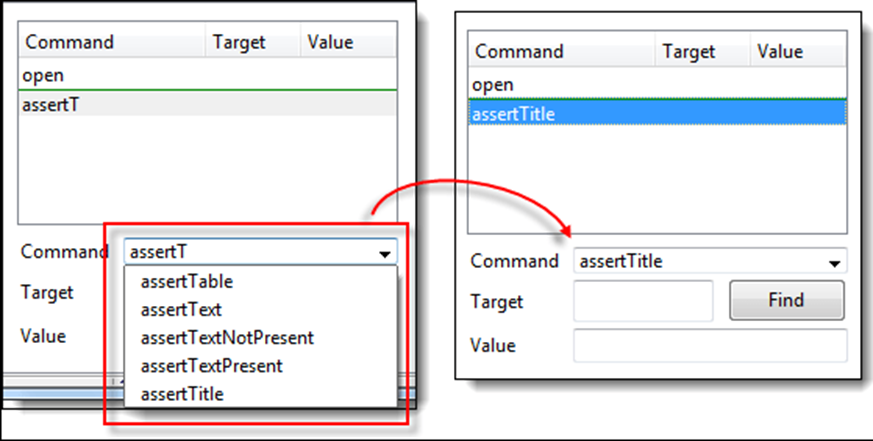 Command Target Value
open
assertT
Command assertT
assertTable
assertText
assertTextNotPresent
assertTextPresent
assertTitle
Target
Value
Command Target Value
open
assertTitle
Command assertTitle
Target Find
Value